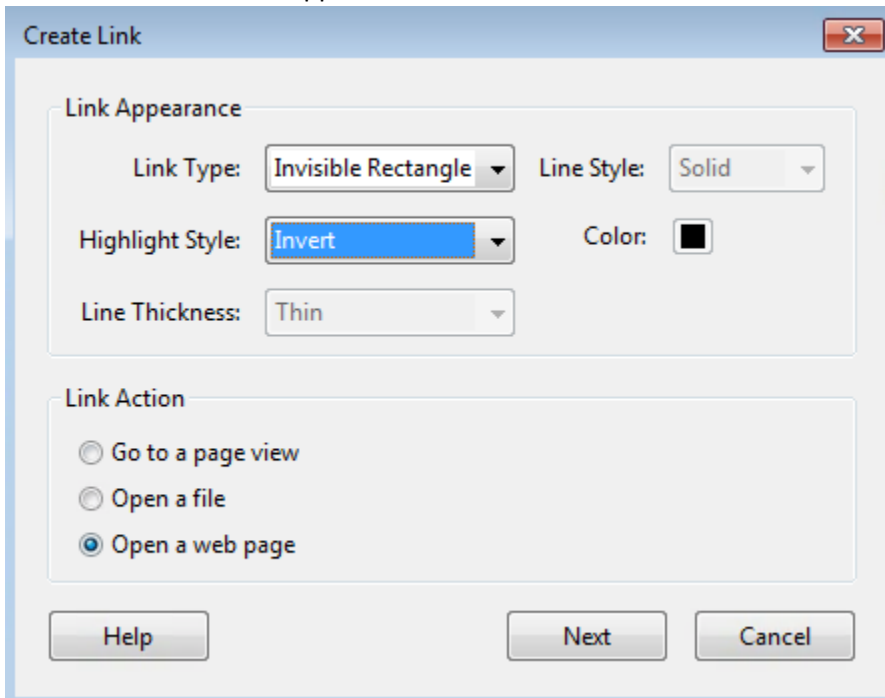 Create Link
Link Appearance
Link Type: Invisible Rectangle Line Style: Solid
Highlight Style: Invert Color:
Line Thickness: Thin
Link Action
Go to a page view
Open a file
Open a web page
Help Next Cancel